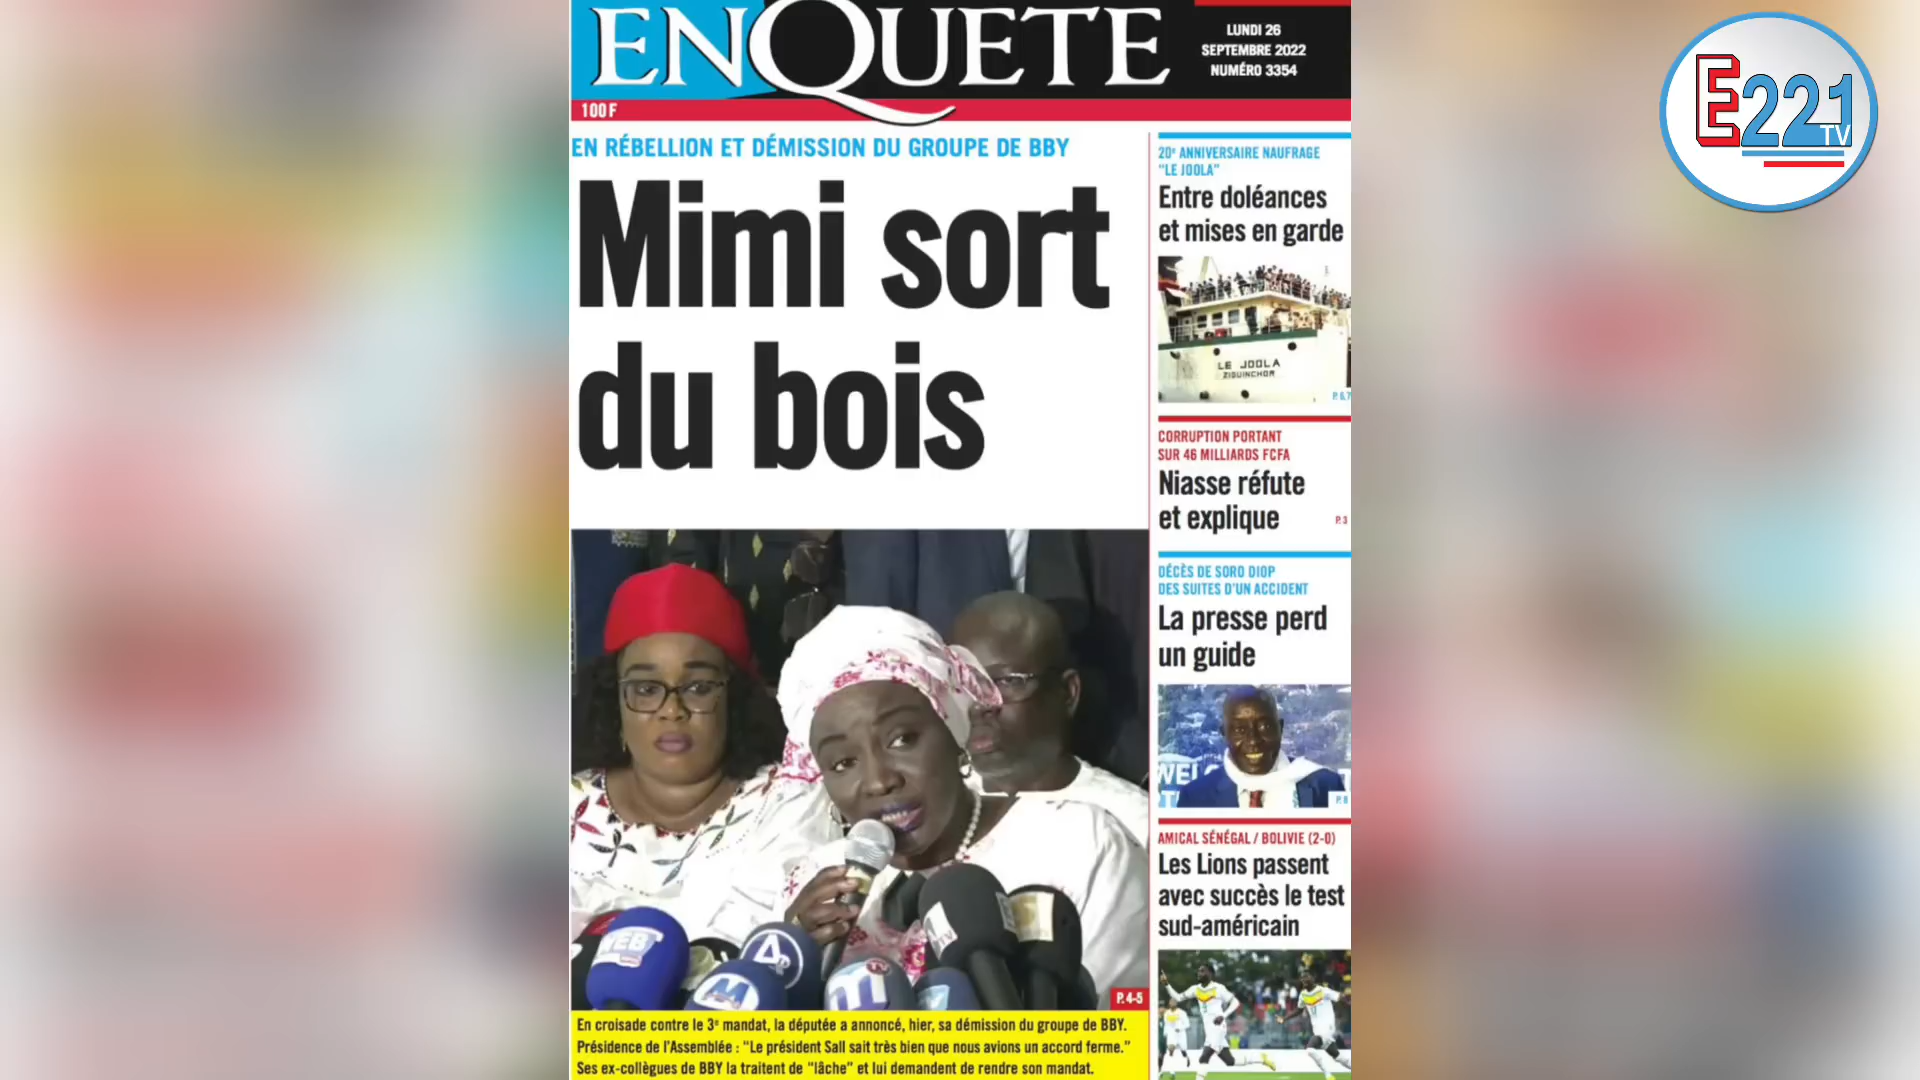 ENQUETE
LUNDI 26
SEPTEMBRE 2022
NUMÉRO 3354
100 F
E221
TV
EN RÉBELLION ET DÉMISSION DU GROUPE DE BBY
Mimi sort
du bois
20e ANNIVERSAIRE NAUFRAGE
"LE JOOLA"
Entre doléances
et mises en garde
LE JOOLA
ZIGUINCHOR
P. 6,7
CORRUPTION PORTANT
SUR 46 MILLIARDS FCFA
Niasse réfute
et explique
P. 3
DÉCÈS DE SORO DIOP
DES SUITES D'UN ACCIDENT
La presse perd
un guide
P. 8
AMICAL SÉNÉGAL / BOLIVIE (2-0)
Les Lions passent
avec succès le test
sud-américain
WEB
TV
P. 4-5
En croisade contre le 3e mandat, la députée a annoncé, hier, sa démission du groupe de BBY.
Présidence de l'Assemblée : "Le président Sall sait très bien que nous avions un accord ferme."
Ses ex-collègues de BBY la traitent de "lâche" et lui demandent de rendre son mandat.